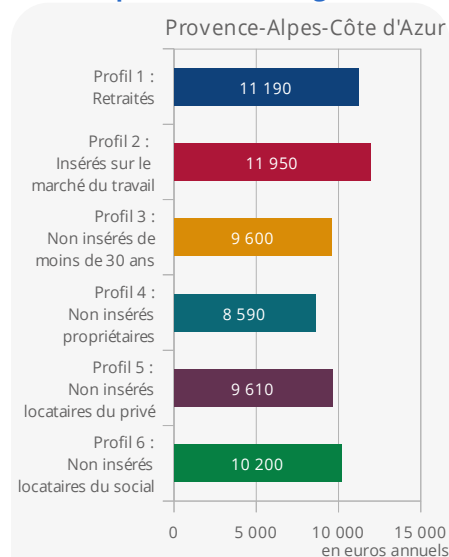 Provence-Alpes-Côte d'Azur
Profil 1 :
Retraités
11 190
Profil 2 :
Insérés sur le
marché du travail
11 950
Profil 3 :
Non insérés de
moins de 30 ans
9 600
Profil 4 :
Non insérés
propriétaires
8 590
Profil 5 :
Non insérés
locataires du privé
9 610
Profil 6 :
Non insérés
locataires du social
10 200
0 5 000 10 000 15 000
en euros annuels